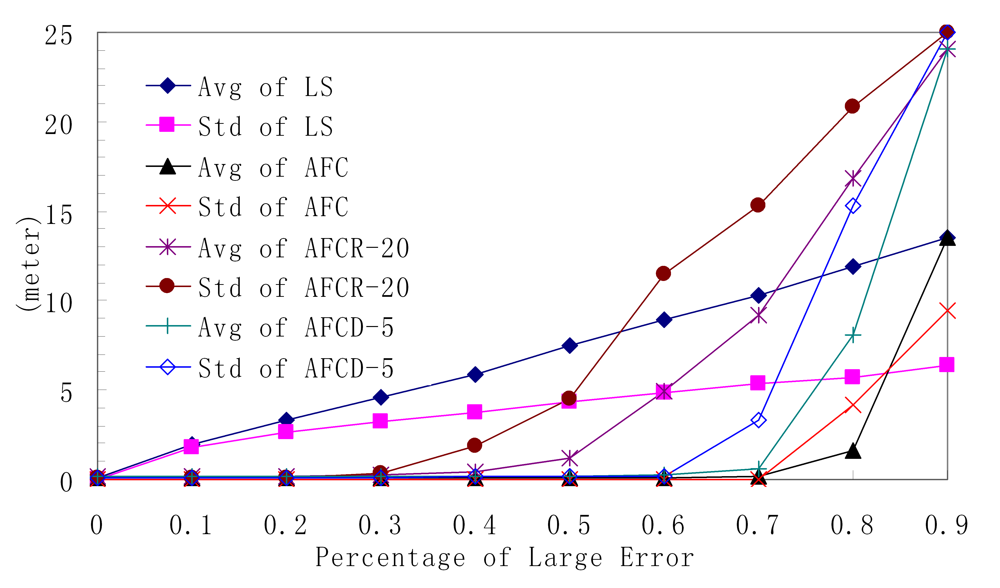 25
20
15
10
5
0
(meter)
Avg of LS
Std of LS
Avg of AFC
Std of AFC
Avg of AFCR-20
Std of AFCR-20
Avg of AFCD-5
Std of AFCD-5
0 0.1 0.2 0.3 0.4 0.5 0.6 0.7 0.8 0.9
Percentage of Large Error